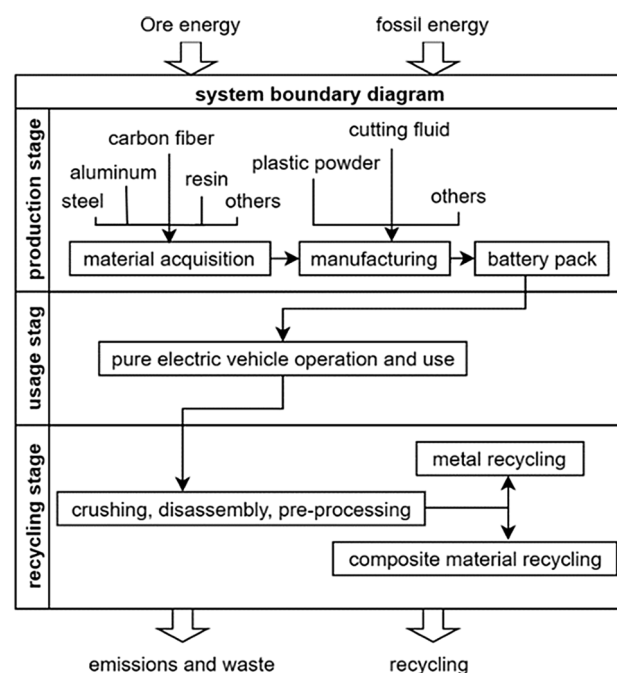 Ore energy
fossil energy
system boundary diagram
production stage
carbon fiber
cutting fluid
aluminum
plastic powder
resin
steel
others
others
material acquisition
manufacturing
battery pack
usage stag
pure electric vehicle operation and use
recycling stage
metal recycling
crushing, disassembly, pre-processing
composite material recycling
emissions and waste
recycling